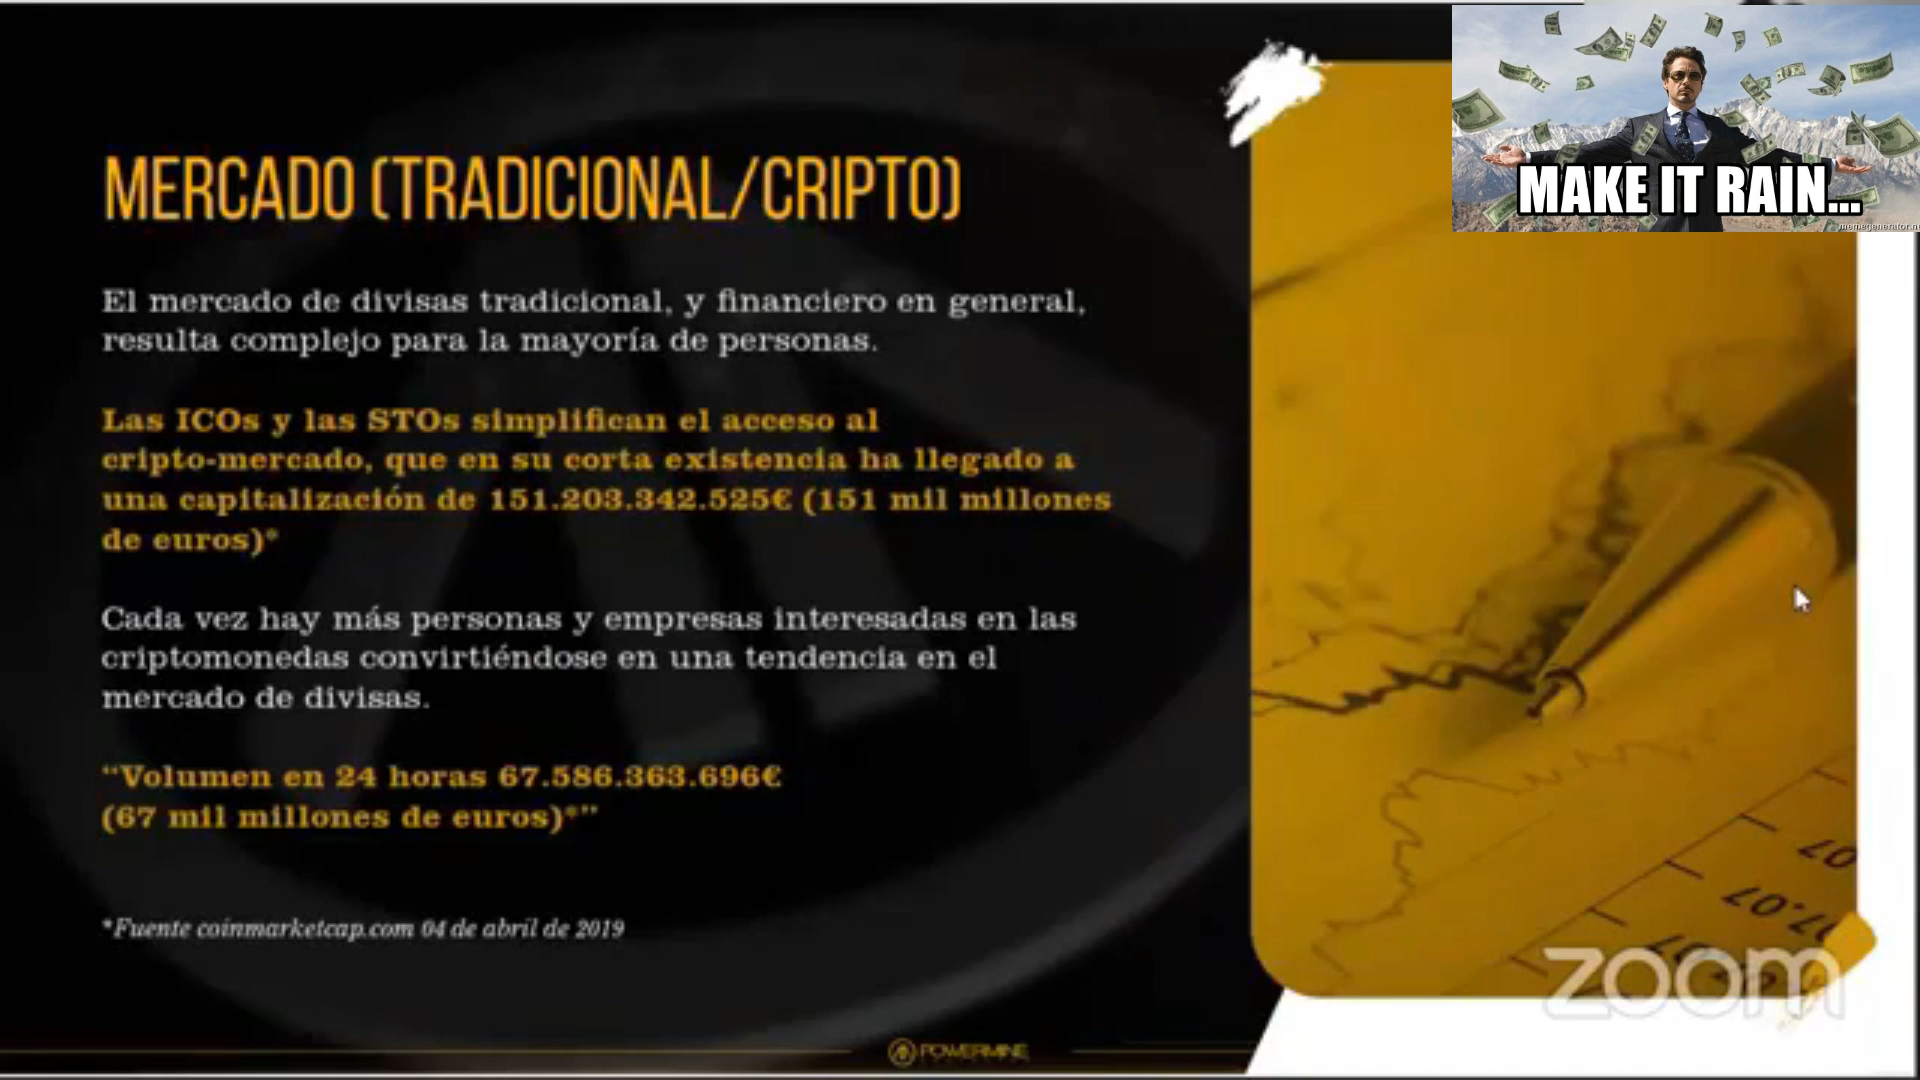 MAKE IT RAIN...
memegenerator.ne
MERCADO (TRADICIONAL/CRIPTO)
El mercado de divisas tradicional, y financiero en general,
resulta complejo para la mayoría de personas.
Las ICOs y las STOs simplifican el acceso al
cripto-mercado, que en su corta existencia ha llegado a
una capitalización de 151.203.342.525€ (151 mil millones
de euros)*
Cada vez hay más personas y empresas interesadas en las
criptomonedas convirtiéndose en una tendencia en el
mercado de divisas.
“Volumen en 24 horas 67.586.363.696€
(67 mil millones de euros)*”
*Fuente coinmarketcap.com 04 de abril de 2019
zoom
POWERMINE